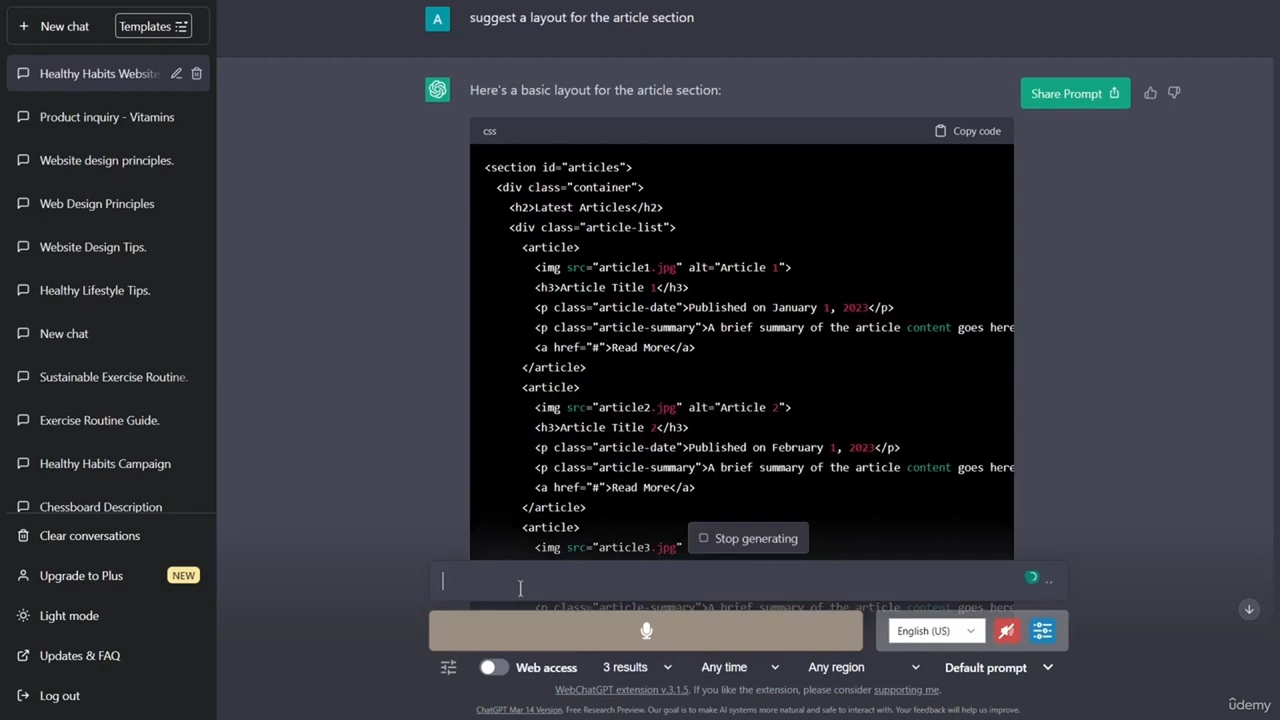 New chat
Templates
Healthy Habits Website
Product inquiry - Vitamins
Website design principles.
Web Design Principles
Website Design Tips.
Healthy Lifestyle Tips.
New chat
Sustainable Exercise Routine.
Exercise Routine Guide.
Healthy Habits Campaign
Chessboard Description
Clear conversations
Upgrade to Plus NEW
Light mode
Updates & FAQ
Log out
A suggest a layout for the article section
Here's a basic layout for the article section:
Share Prompt
css Copy code
<section id="articles">
<div class="container">
<h2>Latest Articles</h2>
<div class="article-list">
<article>
<img src="article1.jpg" alt="Article 1">
<h3>Article Title 1</h3>
<p class="article-date">Published on January 1, 2023</p>
<p class="article-summary">A brief summary of the article content goes here
<a href="#">Read More</a>
</article>
<article>
<img src="article2.jpg" alt="Article 2">
<h3>Article Title 2</h3>
<p class="article-date">Published on February 1, 2023</p>
<p class="article-summary">A brief summary of the article content goes here
<a href="#">Read More</a>
</article>
<article>
<img src="article3.jpg"
Stop generating
<p class="article-summary">A brief summary of the article content goes here
English (US)
Web access 3 results Any time Any region Default prompt
WebChatGPT extension v.3.1.5. If you like the extension, please consider supporting me.
ChatGPT Mar 14 Version. Free Research Preview. Our goal is to make AI systems more natural and safe to interact with. Your feedback will help us improve.
ûdemy